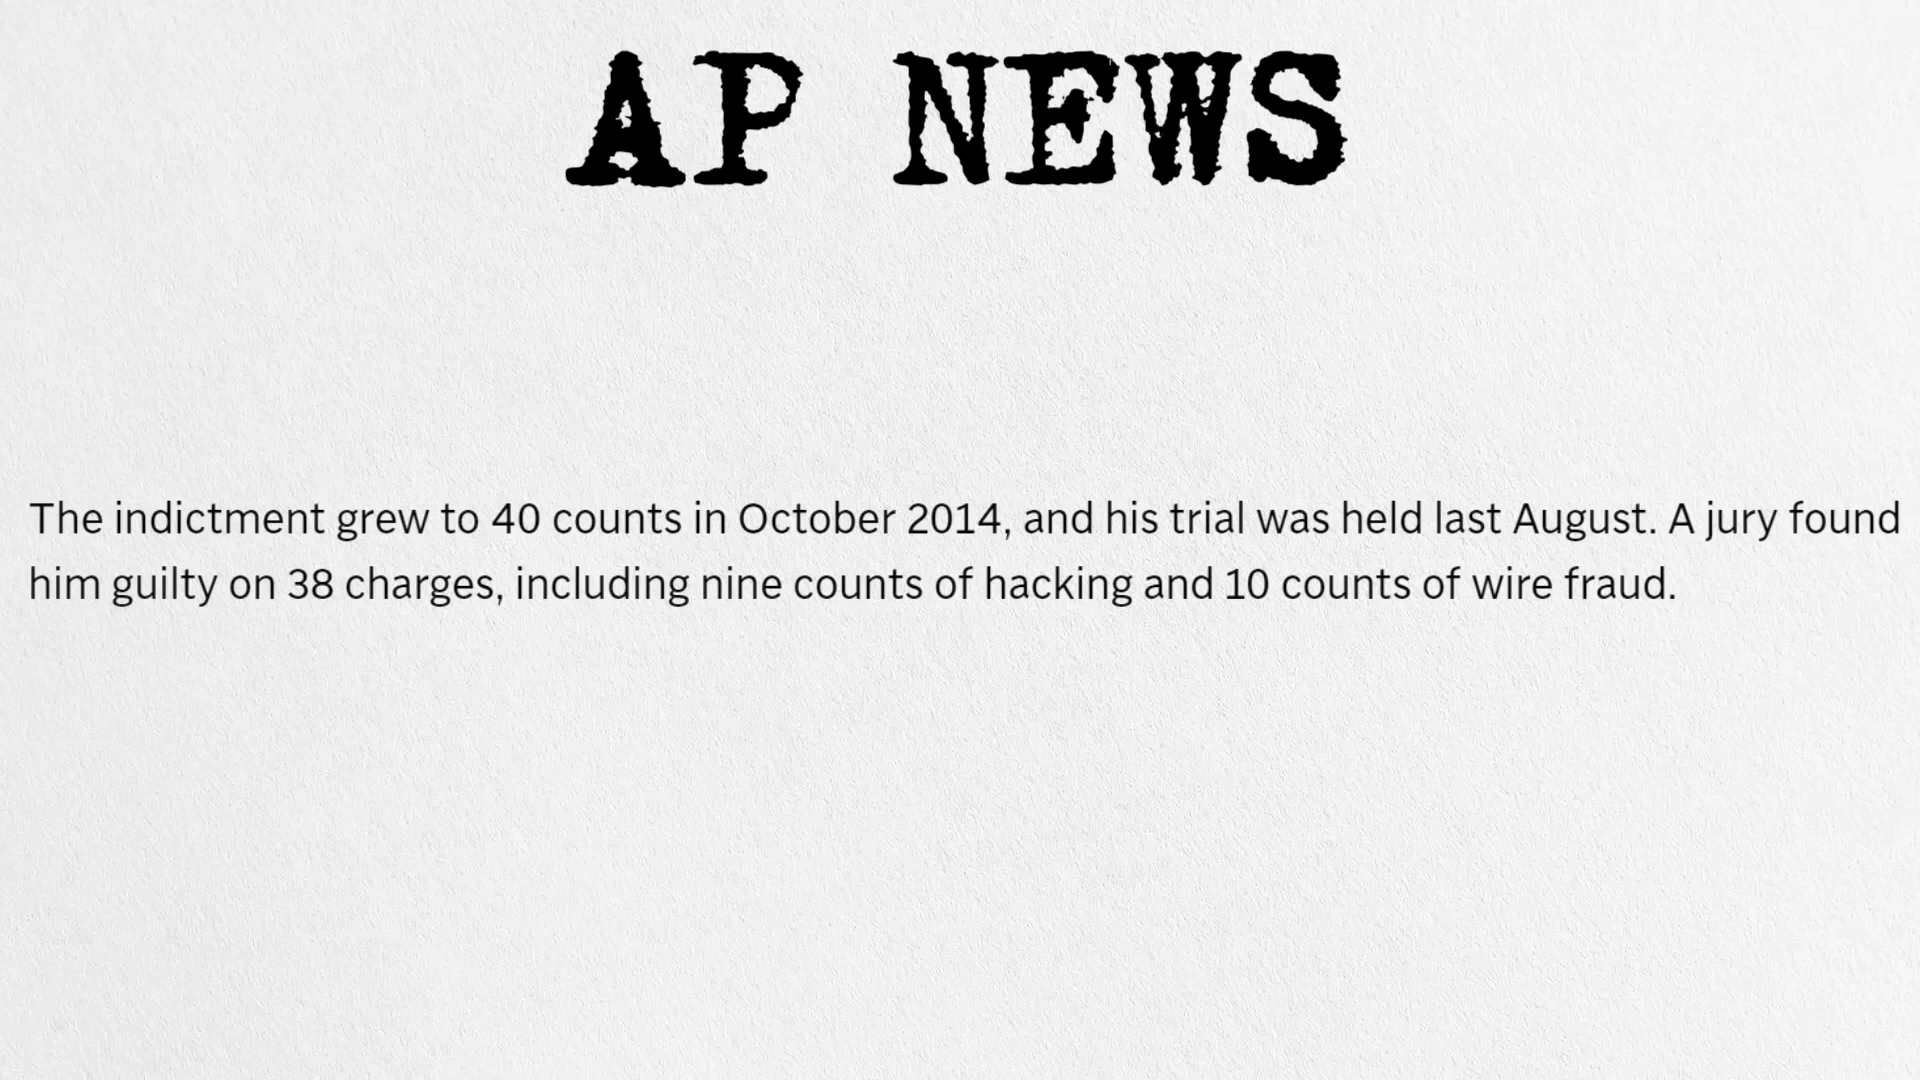 AP NEWS
The indictment grew to 40 counts in October 2014, and his trial was held last August. A jury found
him guilty on 38 charges, including nine counts of hacking and 10 counts of wire fraud.